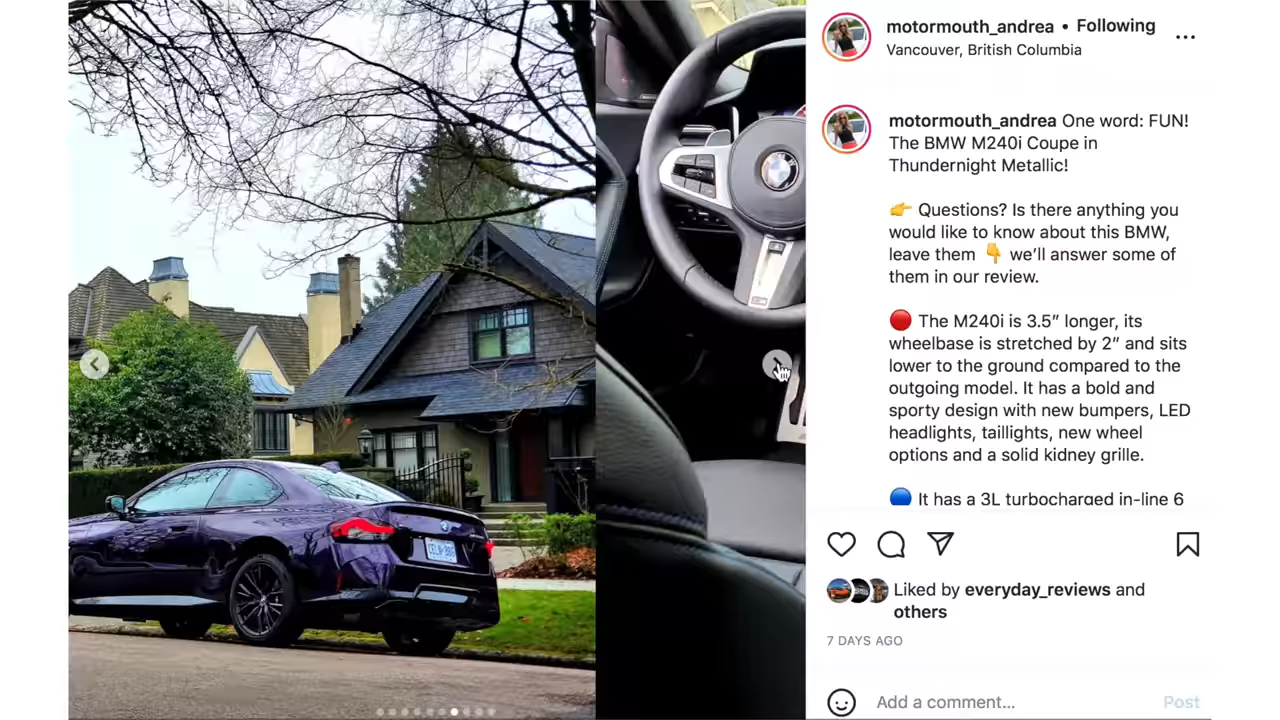 motormouth_andrea • Following
Vancouver, British Columbia
motormouth_andrea One word: FUN!
The BMW M240i Coupe in
Thundernight Metallic!
👉 Questions? Is there anything you
would like to know about this BMW,
leave them 👇 we’ll answer some of
them in our review.
🔴 The M240i is 3.5” longer, its
wheelbase is stretched by 2” and sits
lower to the ground compared to the
outgoing model. It has a bold and
sporty design with new bumpers, LED
headlights, taillights, new wheel
options and a solid kidney grille.
🔵 It has a 3L turbocharged in-line 6
Liked by everyday_reviews and
others
7 DAYS AGO
Add a comment...
Post